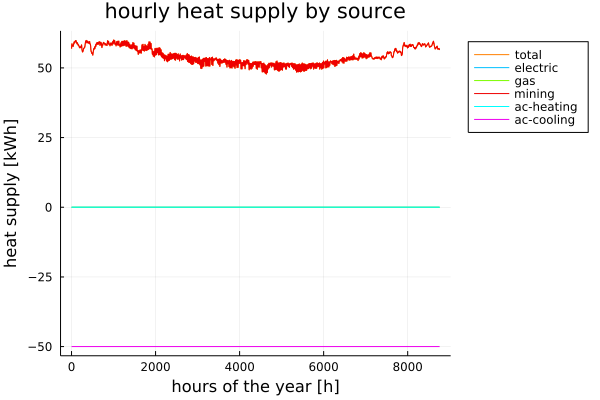 hourly heat supply by source
heat supply [kWh]
50
25
0
−25
−50
0
2000
4000
6000
8000
hours of the year [h]
total
electric
gas
mining
ac-heating
ac-cooling